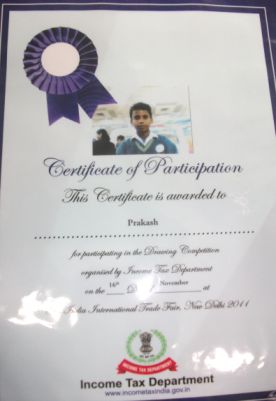 Certificate of Participation
This Certificate is awarded to
Prakash
for participating in the Drawing Competition
organised by Income Tax Department
on the 16th Day November at
India International Trade Fair, New Delhi 2011
INCOME TAX DEPARTMENT
Income Tax Department
www.incometaxindia.gov.in